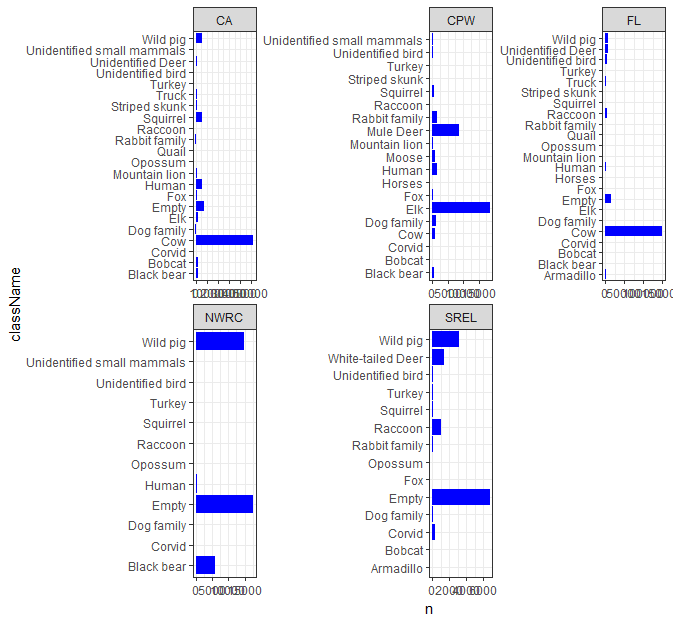 CA
Wild pig
Unidentified small mammals
Unidentified Deer
Unidentified bird
Turkey
Truck
Striped skunk
Squirrel
Raccoon
Rabbit family
Quail
Opossum
Mountain lion
Human
Fox
Empty
Elk
Dog family
Cow
Corvid
Bobcat
Black bear
CPW
Unidentified small mammals
Unidentified bird
Turkey
Striped skunk
Squirrel
Raccoon
Rabbit family
Mule Deer
Mountain lion
Moose
Human
Horses
Fox
Elk
Dog family
Cow
Corvid
Bobcat
Black bear
FL
Wild pig
Unidentified Deer
Unidentified bird
Turkey
Truck
Striped skunk
Squirrel
Raccoon
Rabbit family
Quail
Opossum
Mountain lion
Human
Horses
Fox
Empty
Elk
Dog family
Cow
Corvid
Bobcat
Black bear
Armadillo
className
NWRC
Wild pig
Unidentified small mammals
Unidentified bird
Turkey
Squirrel
Raccoon
Opossum
Human
Empty
Dog family
Corvid
Black bear
SREL
Wild pig
White-tailed Deer
Unidentified bird
Turkey
Squirrel
Raccoon
Rabbit family
Opossum
Fox
Empty
Dog family
Corvid
Bobcat
Armadillo
n